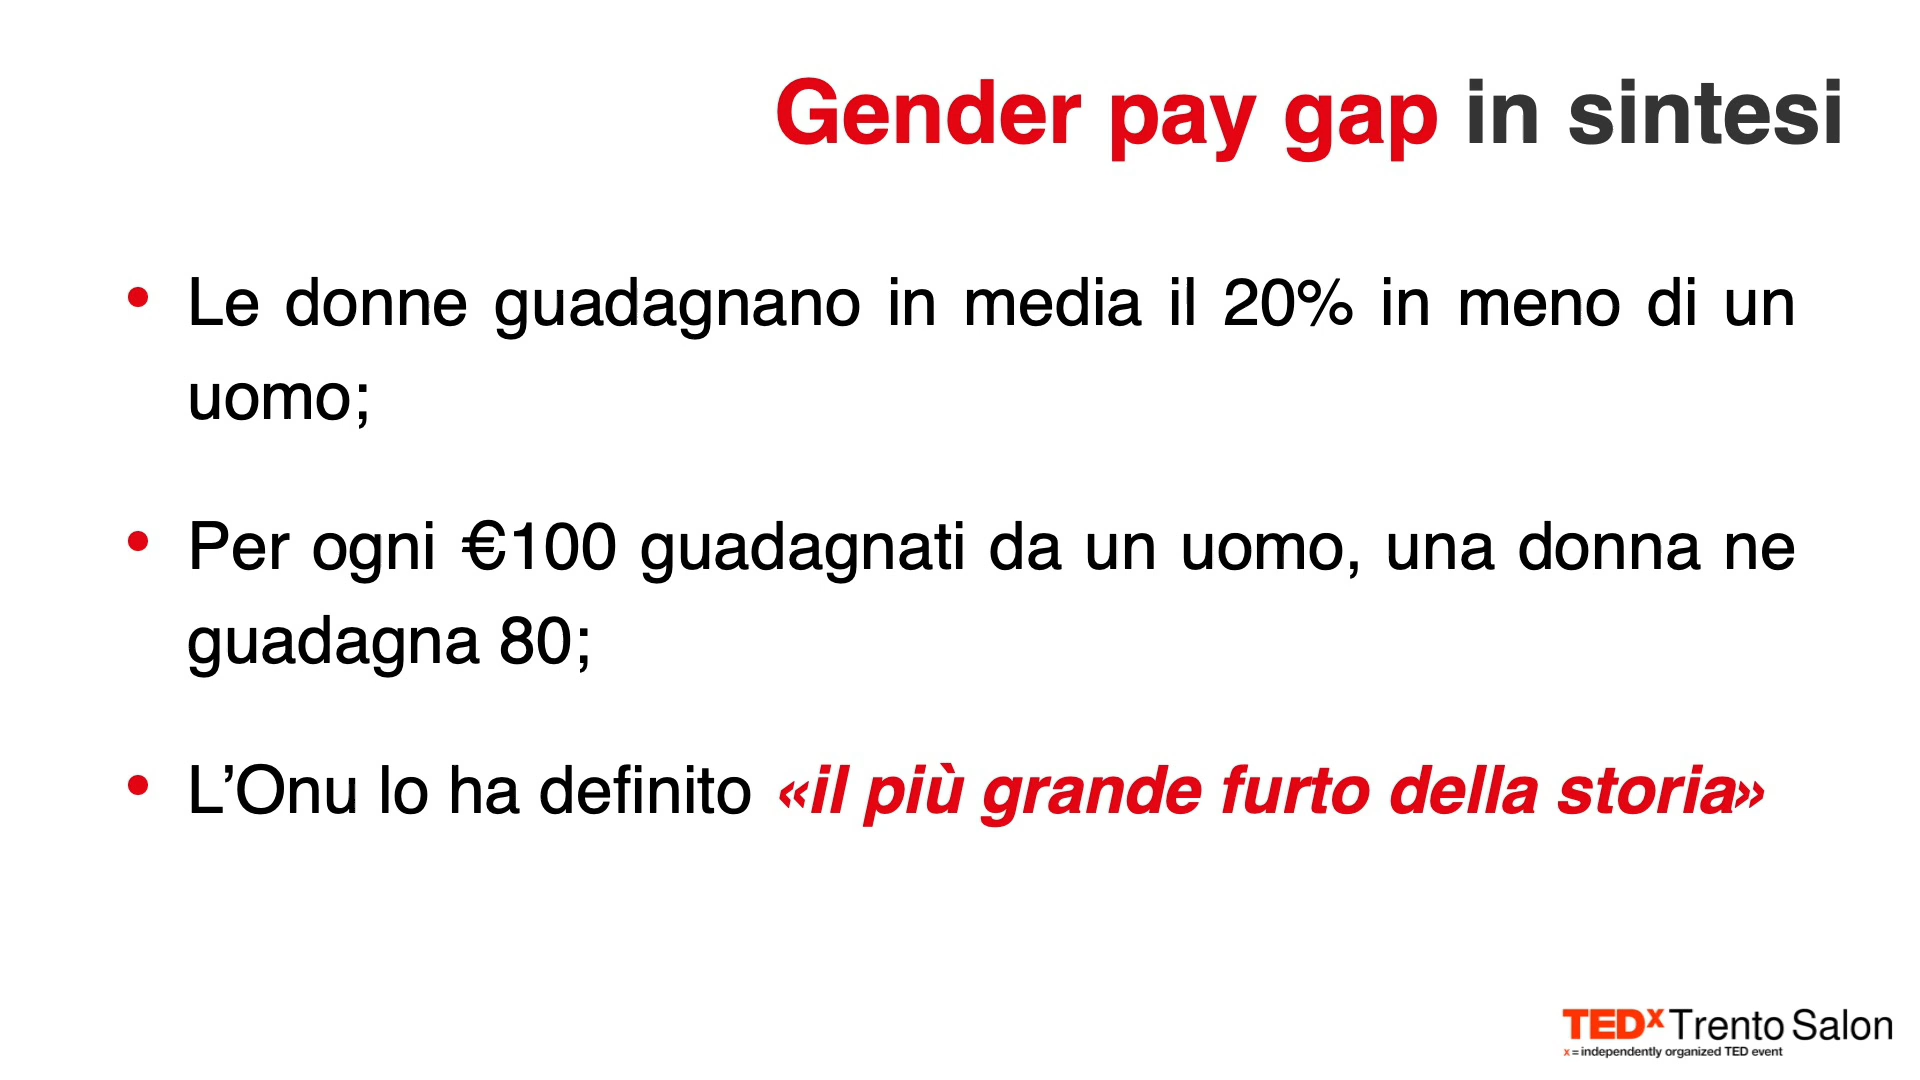 Gender pay gap in sintesi
• Le donne guadagnano in media il 20% in meno di un
uomo;
• Per ogni €100 guadagnati da un uomo, una donna ne
guadagna 80;
• L’Onu lo ha definito «il più grande furto della storia»
TEDx Trento Salon
x = independently organized TED event